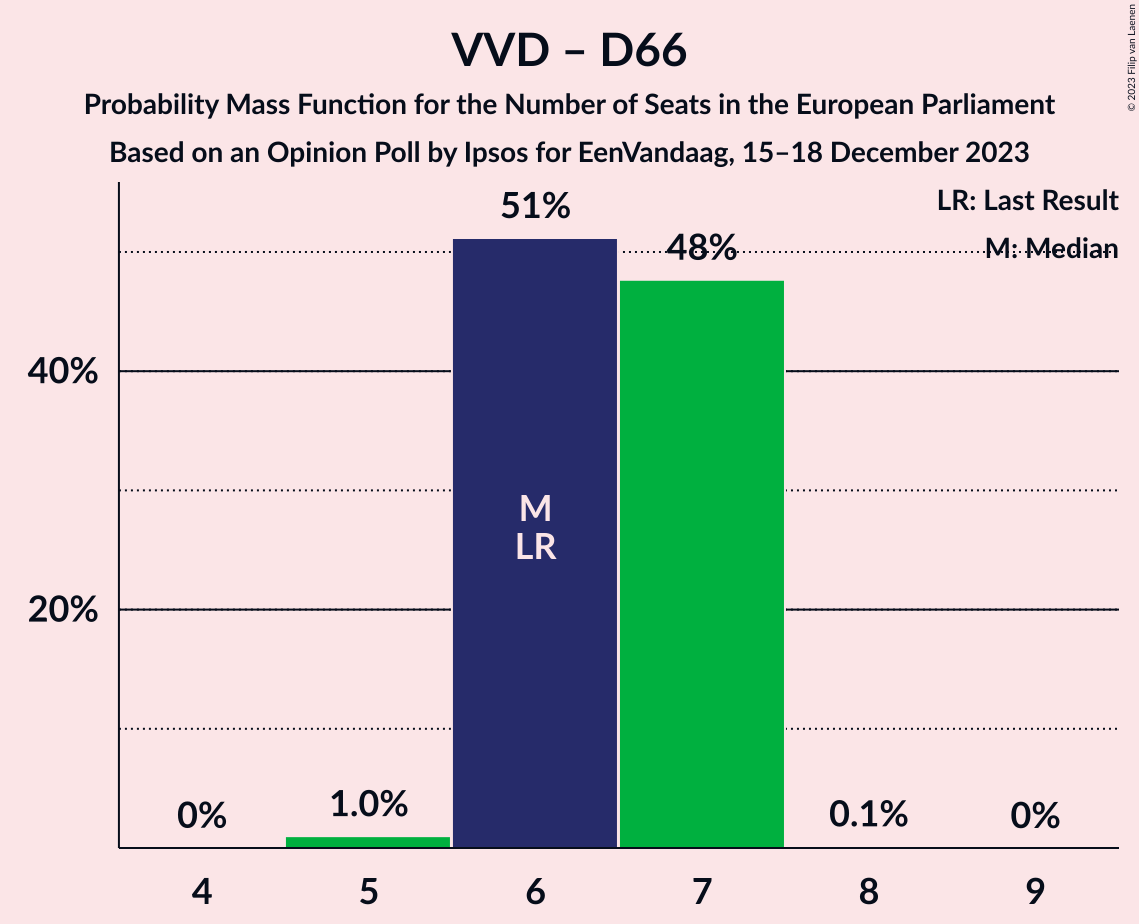 VVD – D66
Probability Mass Function for the Number of Seats in the European Parliament
Based on an Opinion Poll by Ipsos for EenVandaag, 15–18 December 2023
© 2023 Filip van Laenen
LR: Last Result
M: Median
51%
48%
40%
M
LR
20%
0%
1.0%
0.1%
0%
4 5 6 7 8 9